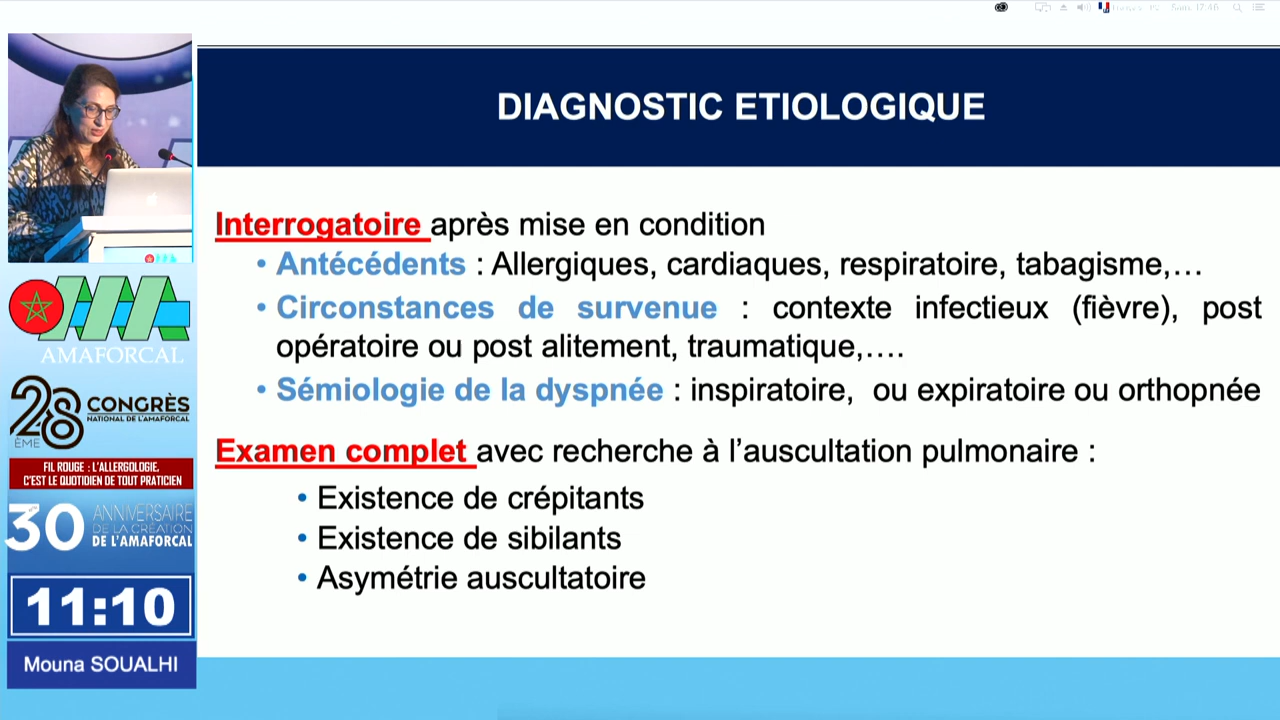 Sam. 17:46
DIAGNOSTIC ETIOLOGIQUE
Interrogatoire après mise en condition
• Antécédents : Allergiques, cardiaques, respiratoire, tabagisme,…
• Circonstances de survenue : contexte infectieux (fièvre), post
opératoire ou post alitement, traumatique,….
• Sémiologie de la dyspnée : inspiratoire, ou expiratoire ou orthopnée
Examen complet avec recherche à l’auscultation pulmonaire :
• Existence de crépitants
• Existence de sibilants
• Asymétrie auscultatoire
AMAFORCAL
28
ÈME
CONGRÈS
NATIONAL DE L'AMAFORCAL
FIL ROUGE : L'ALLERGOLOGIE,
C'EST LE QUOTIDIEN DE TOUT PRATICIEN
30
ANNIVERSAIRE
DE LA CRÉATION
DE L'AMAFORCAL
11:10
Mouna SOUALHI